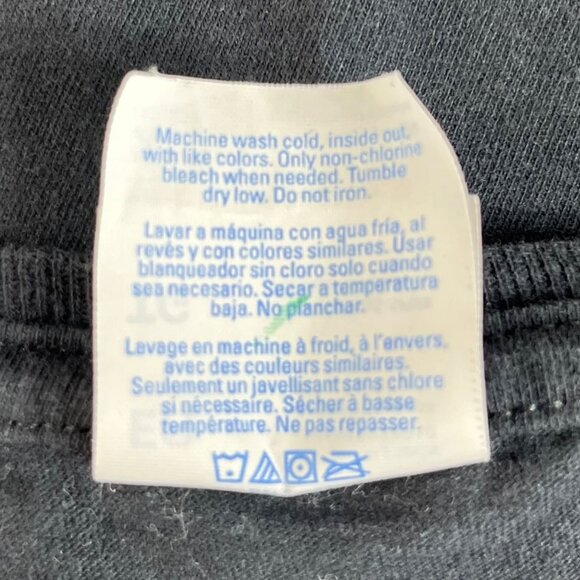 Machine wash cold, inside out,
with like colors. Only non-chlorine
bleach when needed. Tumble
dry low. Do not iron.
Lavar a máquina con agua fría, al
revés y con colores similares. Usar
blanqueador sin cloro solo cuando
sea necesario. Secar a temperatura
baja. No planchar.
Lavage en machine à froid, à l'envers,
avec des couleurs similaires.
Seulement un javellisant sans chlore
si nécessaire. Sécher à basse
température. Ne pas repasser.